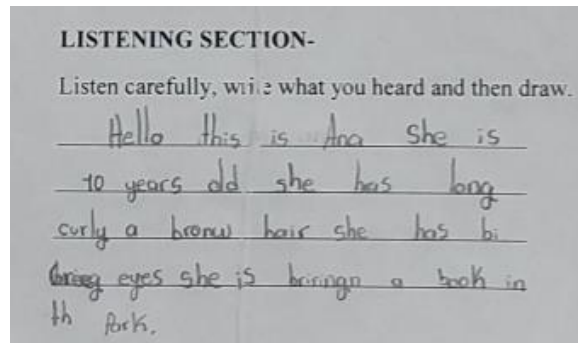 LISTENING SECTION-
Listen carefully, write what you heard and then draw.
Hello this is Ana She is
10 years old she has long
curly a bronw hair she has bi
eyes she is a book in
th Park.